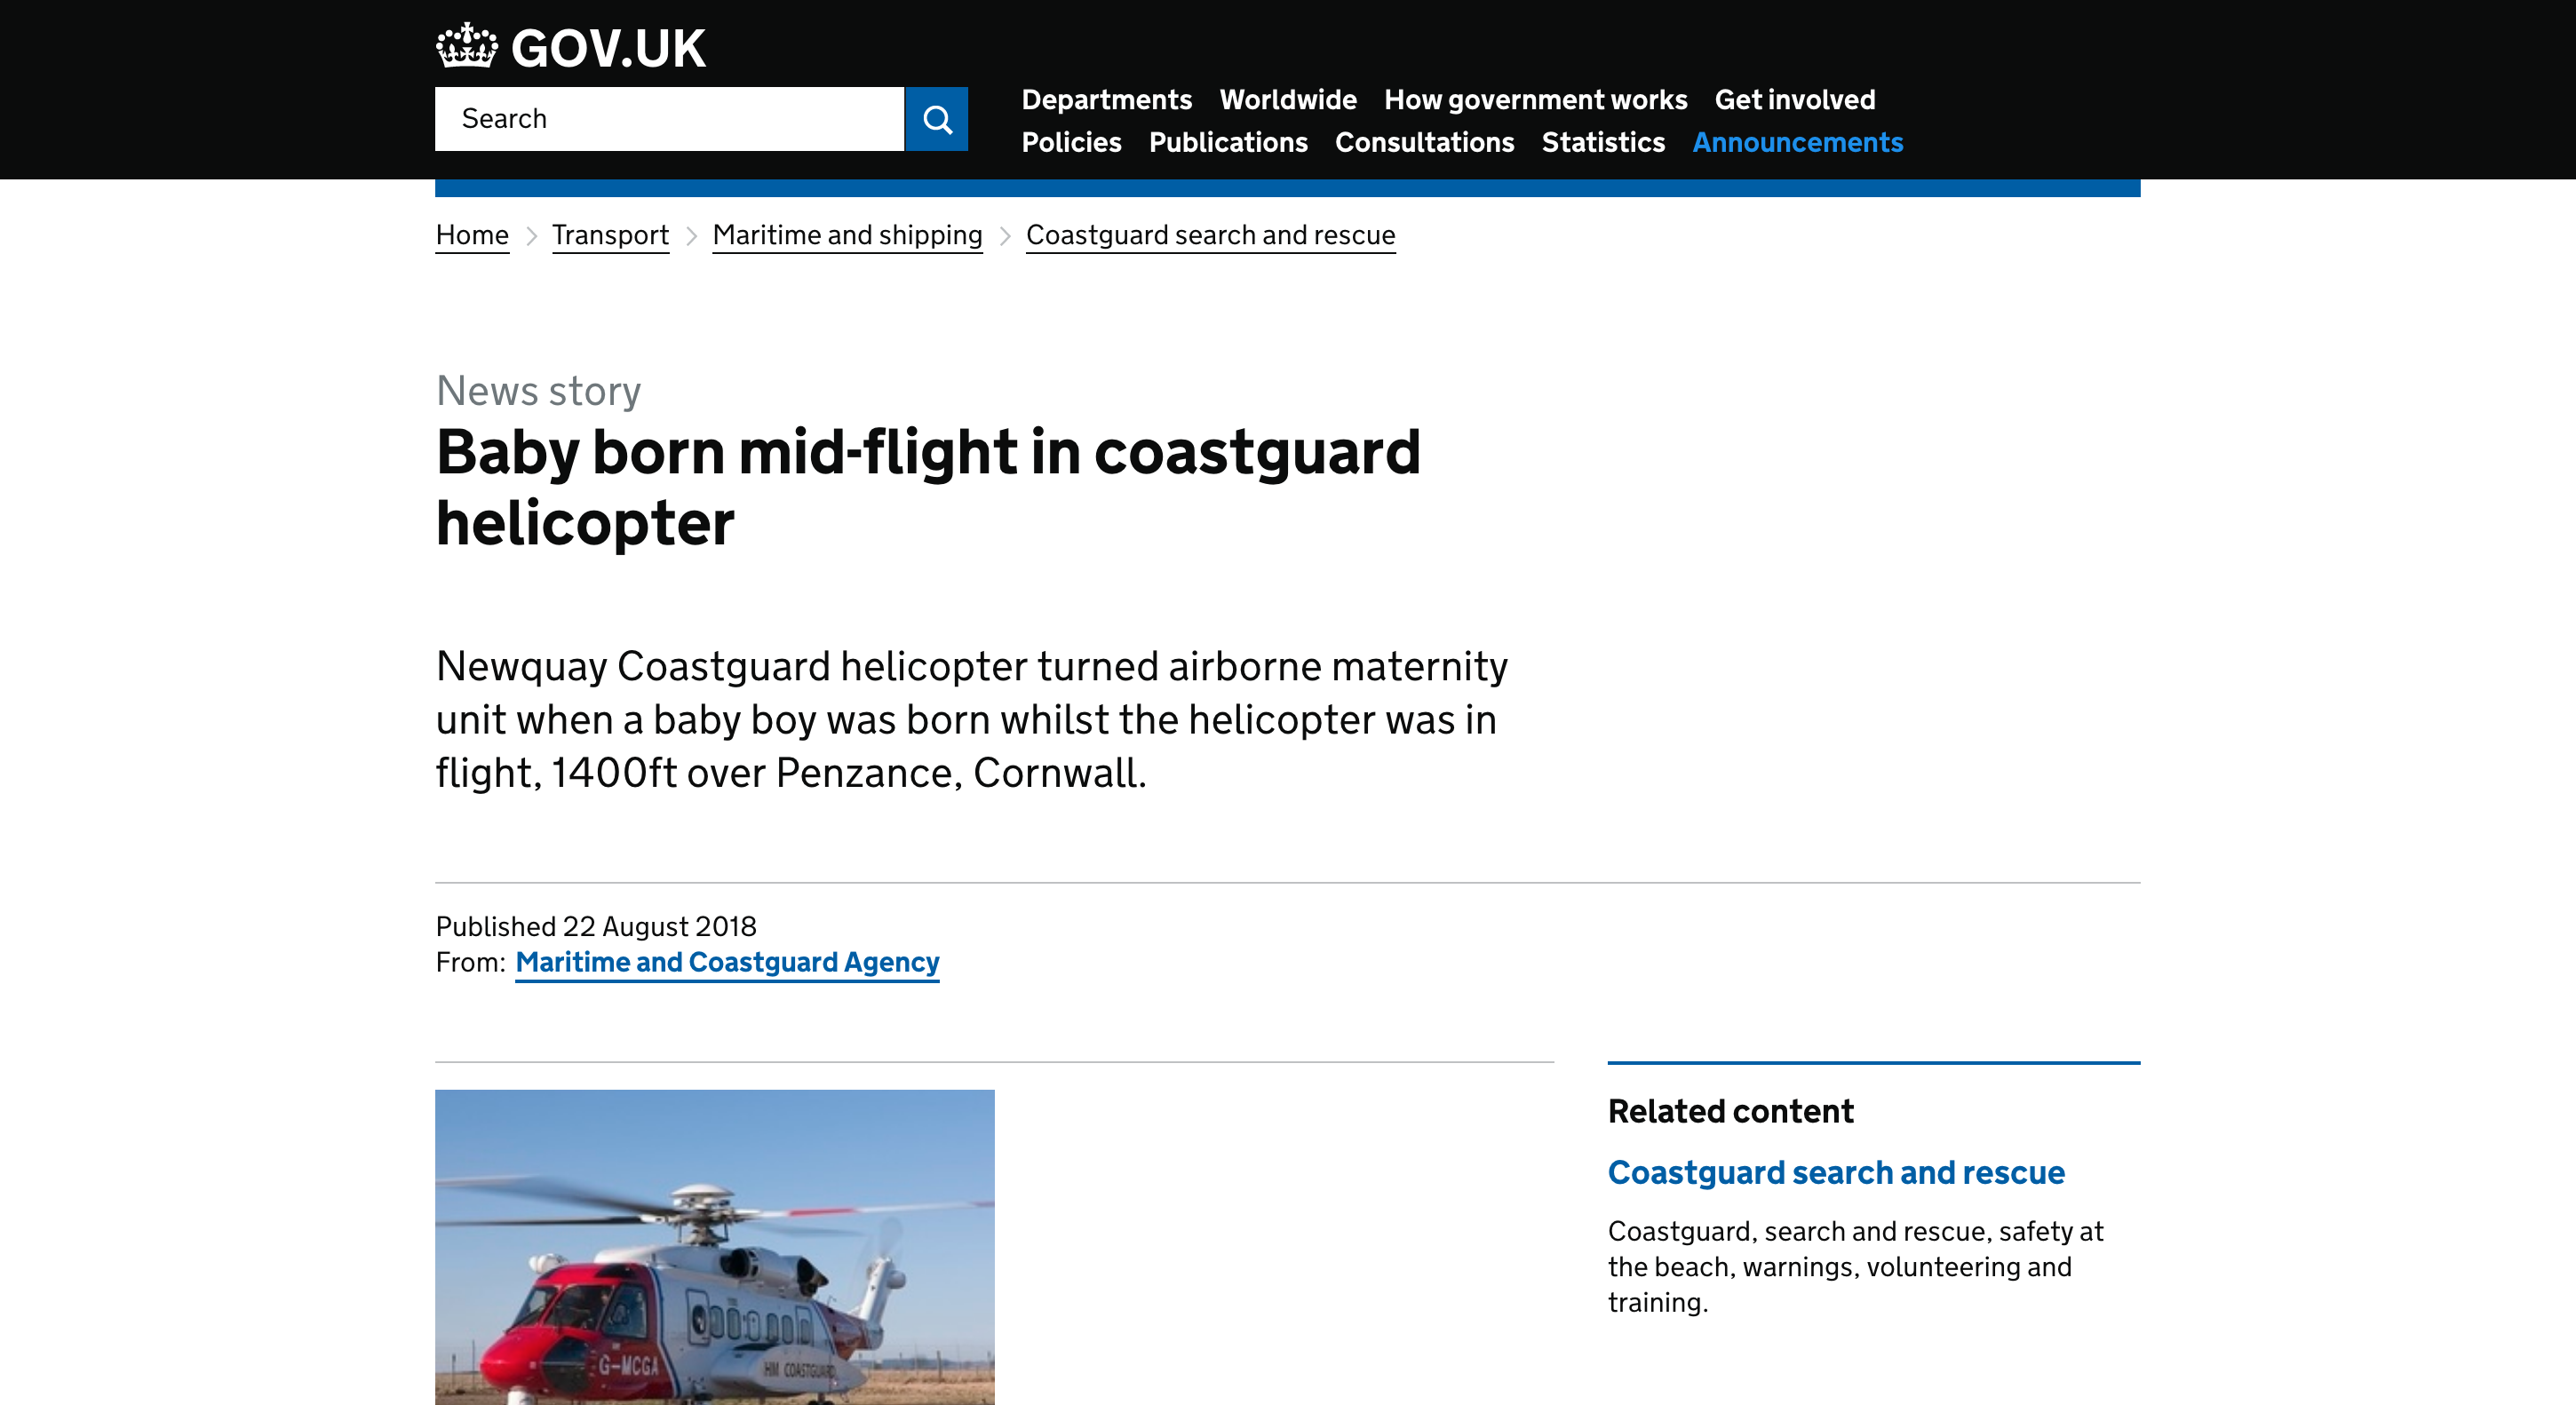 GOV.UK
Search
Departments Worldwide How government works Get involved
Policies Publications Consultations Statistics Announcements
Home Transport Maritime and shipping Coastguard search and rescue
News story
Baby born mid-flight in coastguard
helicopter
Newquay Coastguard helicopter turned airborne maternity
unit when a baby boy was born whilst the helicopter was in
flight, 1400ft over Penzance, Cornwall.
Published 22 August 2018
From: Maritime and Coastguard Agency
G-MCGA
HM COASTGUARD
Related content
Coastguard search and rescue
Coastguard, search and rescue, safety at
the beach, warnings, volunteering and
training.